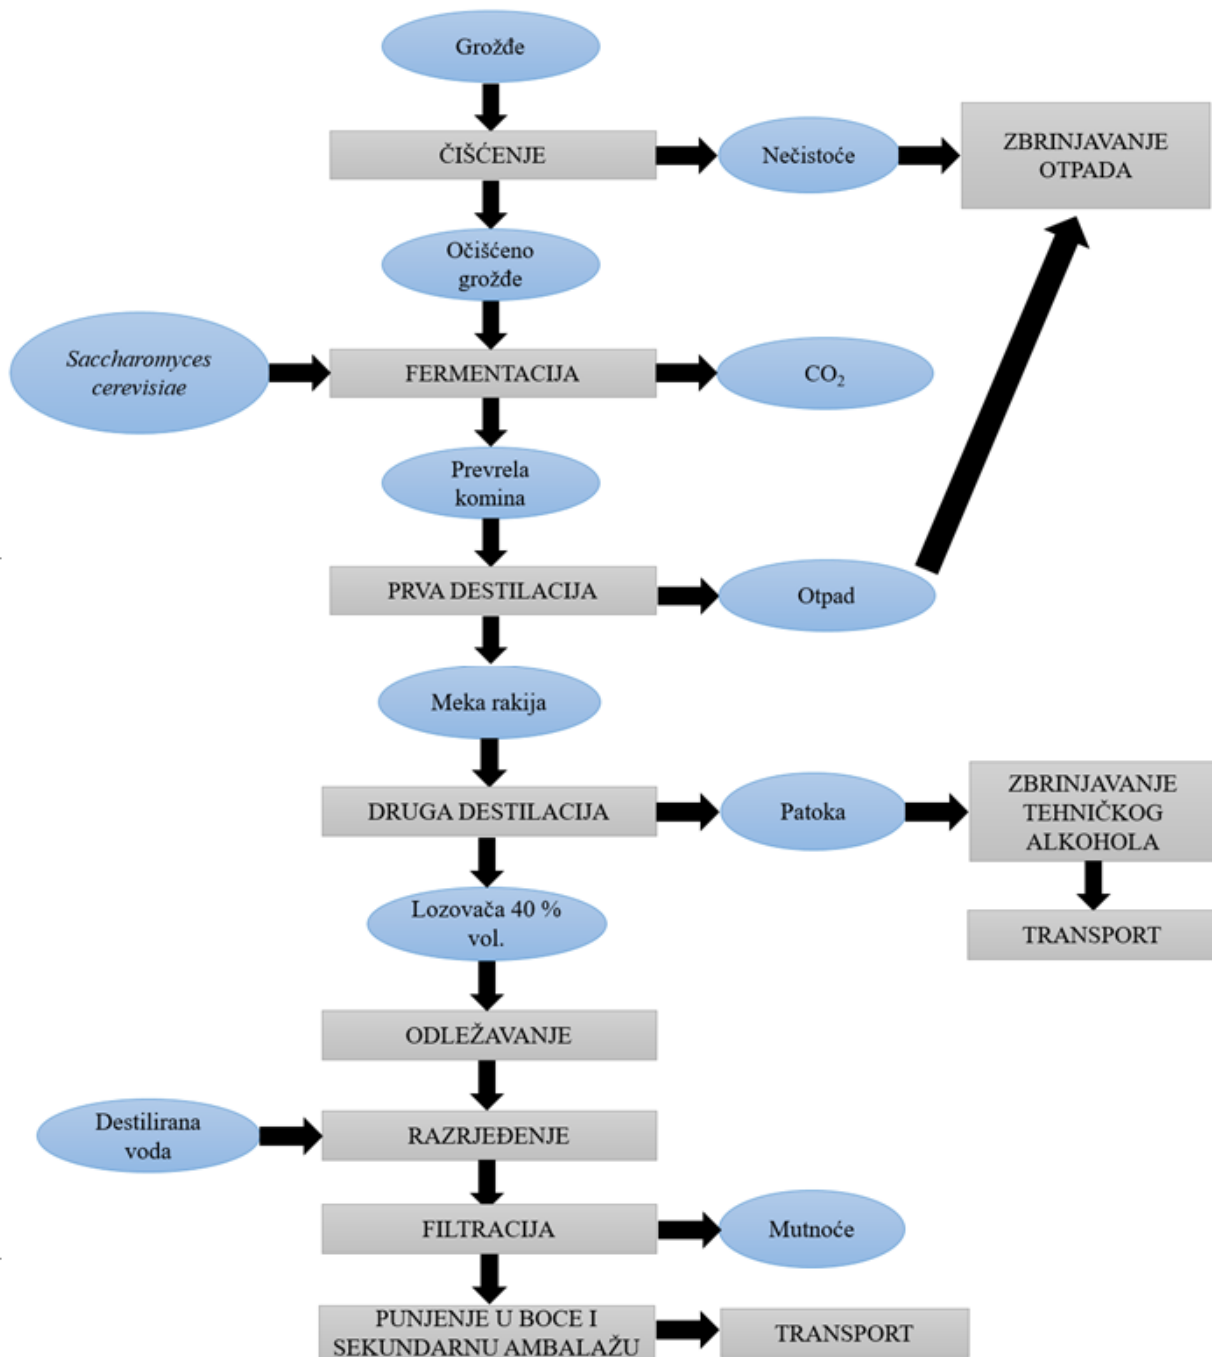 Grožđe
ČIŠĆENJE
Nečistoće
ZBRINJAVANJE
OTPADA
Očišćeno
grožđe
Saccharomyces
cerevisiae
FERMENTACIJA
CO₂
Prevrela
komina
PRVA DESTILACIJA
Otpad
Meka rakija
DRUGA DESTILACIJA
Patoka
ZBRINJAVANJE
TEHNIČKOG
ALKOHOLA
TRANSPORT
Lozovača 40 %
vol.
ODLEŽAVANJE
Destilirana
voda
RAZRJEĐENJE
FILTRACIJA
Mutnoće
PUNJENJE U BOCE I
SEKUNDARNU AMBALAŽU
TRANSPORT